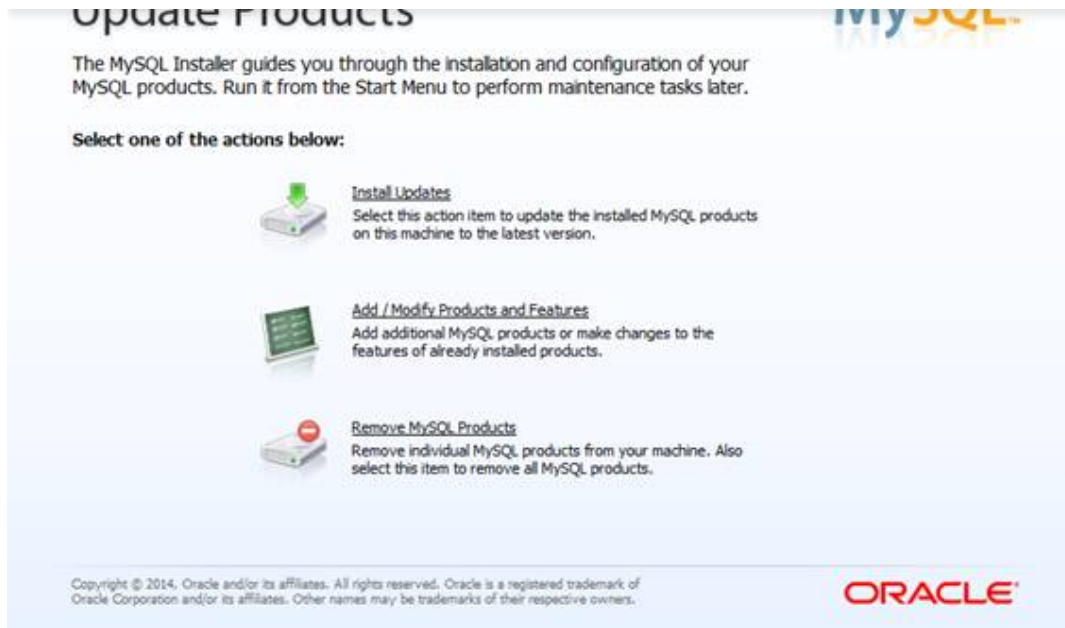 Update Products
MySQL™
The MySQL Installer guides you through the installation and configuration of your
MySQL products. Run it from the Start Menu to perform maintenance tasks later.
Select one of the actions below:
Install Updates
Select this action item to update the installed MySQL products
on this machine to the latest version.
Add / Modify Products and Features
Add additional MySQL products or make changes to the
features of already installed products.
Remove MySQL Products
Remove individual MySQL products from your machine. Also
select this item to remove all MySQL products.
Copyright © 2014, Oracle and/or its affiliates. All rights reserved. Oracle is a registered trademark of
Oracle Corporation and/or its affiliates. Other names may be trademarks of their respective owners.
ORACLE